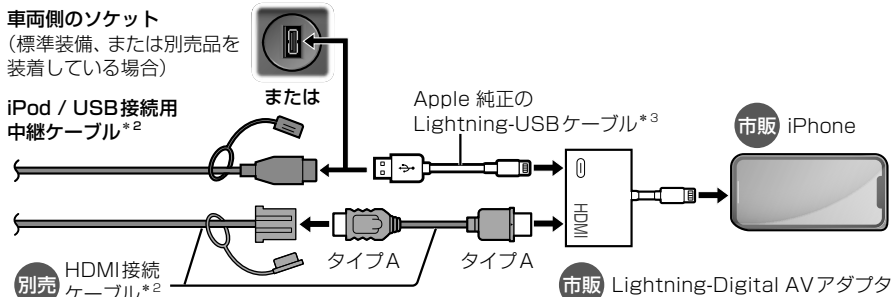 車両側のソケット
（標準装備、または別売品を
装着している場合）
iPod / USB接続用
中継ケーブル*2
または
Apple 純正の
Lightning-USBケーブル*3
市販 iPhone
HDMI
タイプA
タイプA
別売 HDMI接続
ケーブル*2
市販 Lightning-Digital AVアダプタ